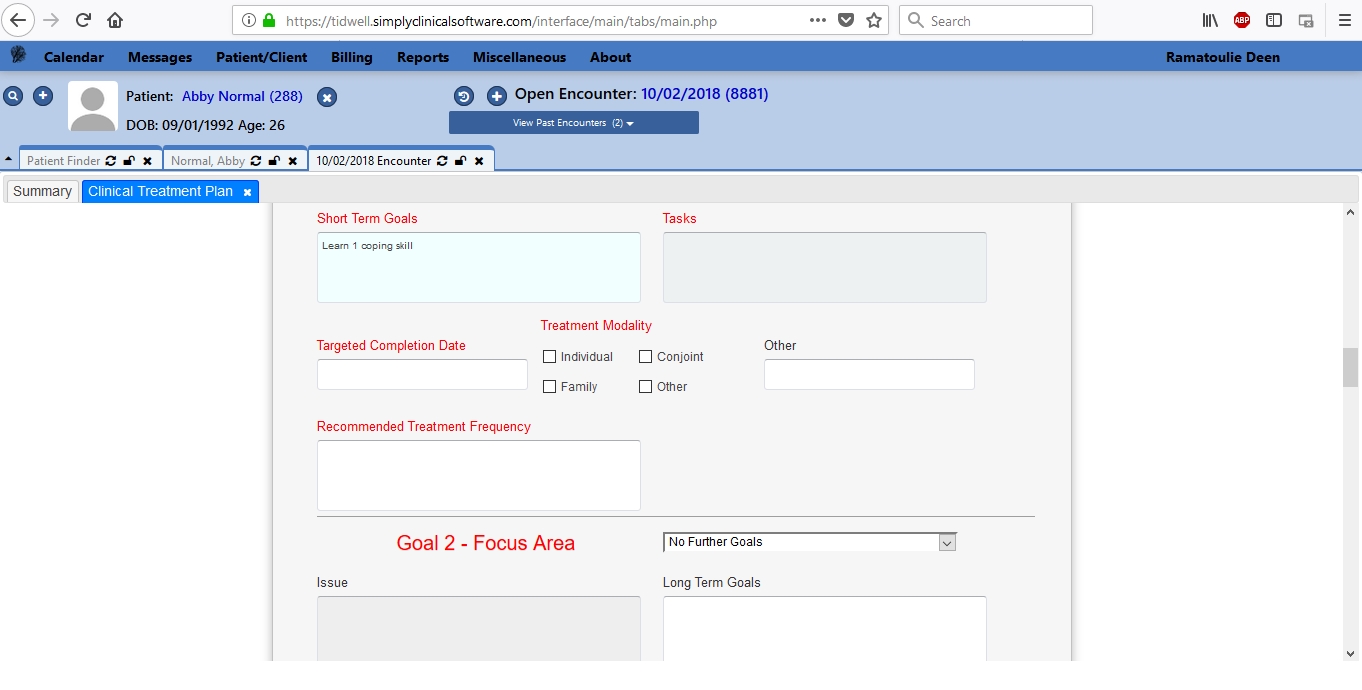 https://tidwell.simplyclinicalsoftware.com/interface/main/tabs/main.php
Search
ABP
Calendar Messages Patient/Client Billing Reports Miscellaneous About Ramatoulie Deen
Patient: Abby Normal (288)
Open Encounter: 10/02/2018 (8881)
DOB: 09/01/1992 Age: 26
View Past Encounters (2)
Patient Finder Normal, Abby 10/02/2018 Encounter
Summary Clinical Treatment Plan
Short Term Goals Tasks
Learn 1 coping skill
Treatment Modality
Targeted Completion Date Other
Individual Conjoint
Family Other
Recommended Treatment Frequency
Goal 2 - Focus Area No Further Goals
Issue Long Term Goals